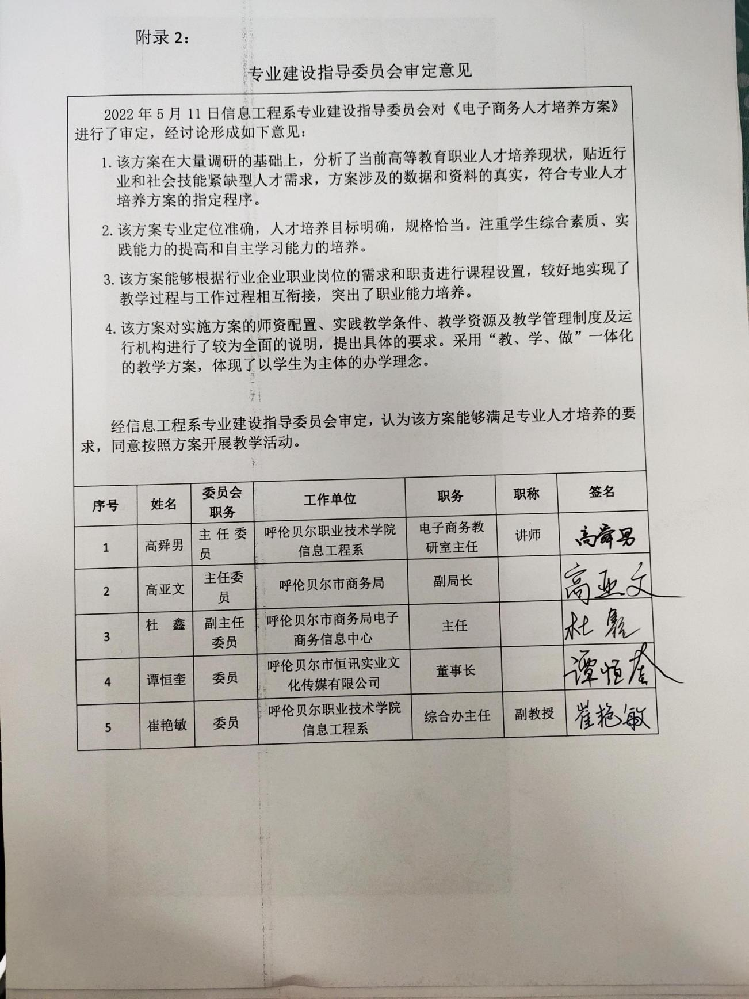 附录 2：
专业建设指导委员会审定意见
2022 年 5 月 11 日信息工程系专业建设指导委员会对《电子商务人才培养方案》
进行了审定，经讨论形成如下意见：
1. 该方案在大量调研的基础上，分析了当前高等教育职业人才培养现状，贴近行
业和社会技能紧缺型人才需求，方案涉及的数据和资料的真实，符合专业人才
培养方案的指定程序。
2. 该方案专业定位准确，人才培养目标明确，规格恰当。注重学生综合素质、实
践能力的提高和自主学习能力的培养。
3. 该方案能够根据行业企业职业岗位的需求和职责进行课程设置，较好地实现了
教学过程与工作过程相互衔接，突出了职业能力培养。
4. 该方案对实施方案的师资配置、实践教学条件、教学资源及教学管理制度及运
行机构进行了较为全面的说明，提出具体的要求。采用“教、学、做”一体化
的教学方案，体现了以学生为主体的办学理念。
经信息工程系专业建设指导委员会审定，认为该方案能够满足专业人才培养的要
求，同意按照方案开展教学活动。
序号 姓名 委员会 工作单位 职务 职称 签名
职务
1 高舜男 主 任 委 呼伦贝尔职业技术学院 电子商务教 讲师 高舜男
员 信息工程系 研室主任
2 高亚文 主任委 呼伦贝尔市商务局 副局长 高亚文
员
3 杜 鑫 副主任 呼伦贝尔市商务局电子 主任 杜鑫
委员 商务信息中心
4 谭恒奎 委员 呼伦贝尔市恒讯实业文 董事长 谭恒奎
化传媒有限公司
5 崔艳敏 委员 呼伦贝尔职业技术学院 综合办主任 副教授 崔艳敏
信息工程系